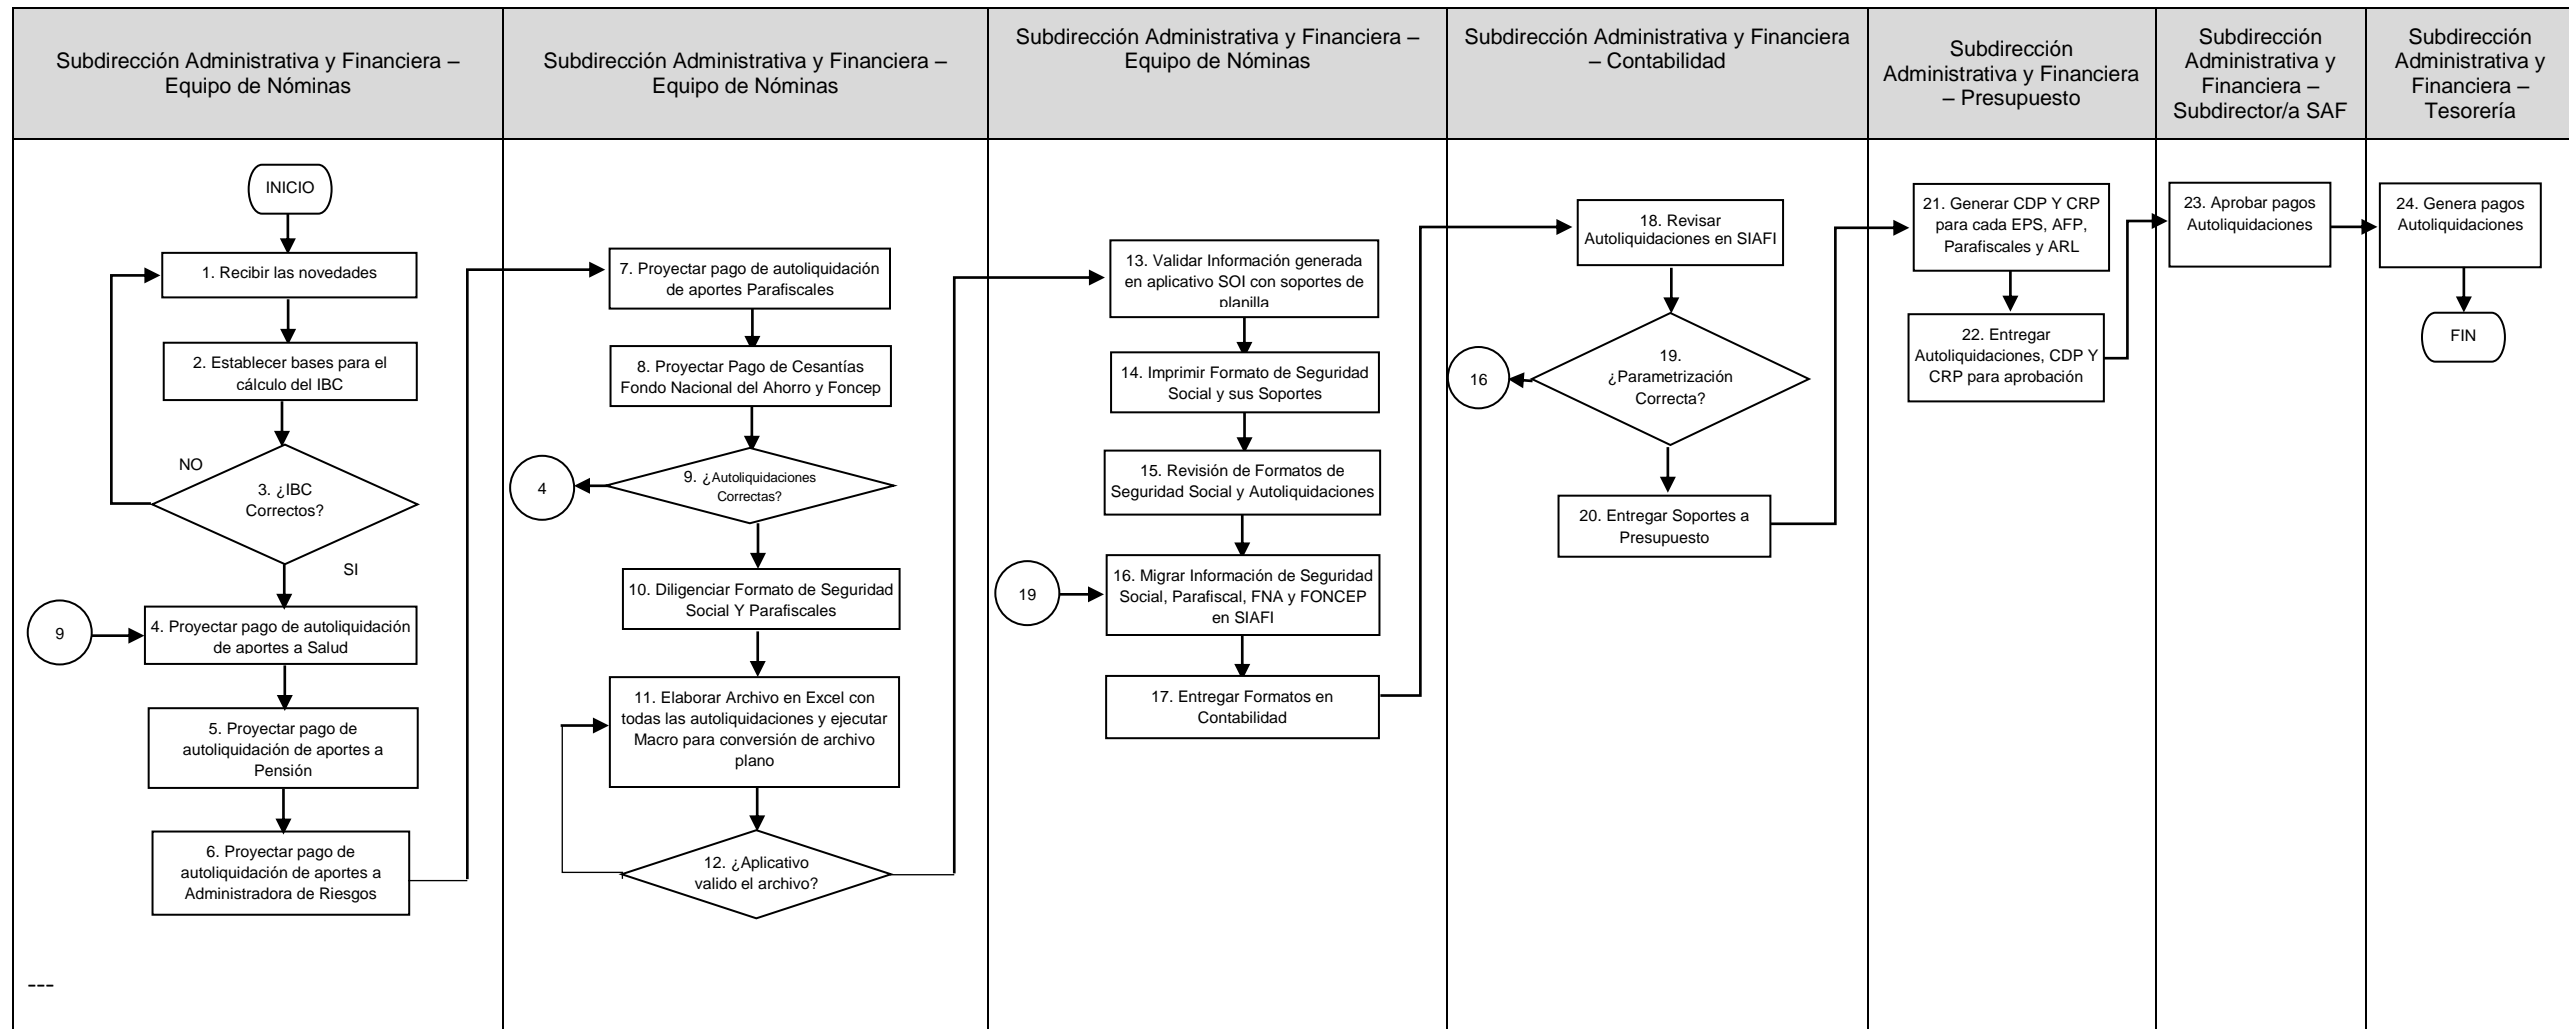 Subdirección Administrativa y Financiera –
Equipo de Nóminas
Subdirección Administrativa y Financiera –
Equipo de Nóminas
Subdirección Administrativa y Financiera –
Equipo de Nóminas
Subdirección Administrativa y Financiera
– Contabilidad
Subdirección
Administrativa y Financiera
– Presupuesto
Subdirección
Administrativa y
Financiera –
Subdirector/a SAF
Subdirección
Administrativa y
Financiera –
Tesorería
INICIO
1. Recibir las novedades
2. Establecer bases para el
cálculo del IBC
NO
3. ¿IBC
Correctos?
SI
9
4. Proyectar pago de autoliquidación
de aportes a Salud
5. Proyectar pago de
autoliquidación de aportes a
Pensión
6. Proyectar pago de
autoliquidación de aportes a
Administradora de Riesgos
---
7. Proyectar pago de autoliquidación
de aportes Parafiscales
8. Proyectar Pago de Cesantías
Fondo Nacional del Ahorro y Foncep
4
9. ¿Autoliquidaciones
Correctas?
10. Diligenciar Formato de Seguridad
Social Y Parafiscales
11. Elaborar Archivo en Excel con
todas las autoliquidaciones y ejecutar
Macro para conversión de archivo
plano
12. ¿Aplicativo
valido el archivo?
13. Validar Información generada
en aplicativo SOI con soportes de
planilla
14. Imprimir Formato de Seguridad
Social y sus Soportes
15. Revisión de Formatos de
Seguridad Social y Autoliquidaciones
19
16. Migrar Información de Seguridad
Social, Parafiscal, FNA y FONCEP
en SIAFI
17. Entregar Formatos en
Contabilidad
18. Revisar
Autoliquidaciones en SIAFI
16
19.
¿Parametrización
Correcta?
20. Entregar Soportes a
Presupuesto
21. Generar CDP Y CRP
para cada EPS, AFP,
Parafiscales y ARL
22. Entregar
Autoliquidaciones, CDP Y
CRP para aprobación
23. Aprobar pagos
Autoliquidaciones
24. Genera pagos
Autoliquidaciones
FIN